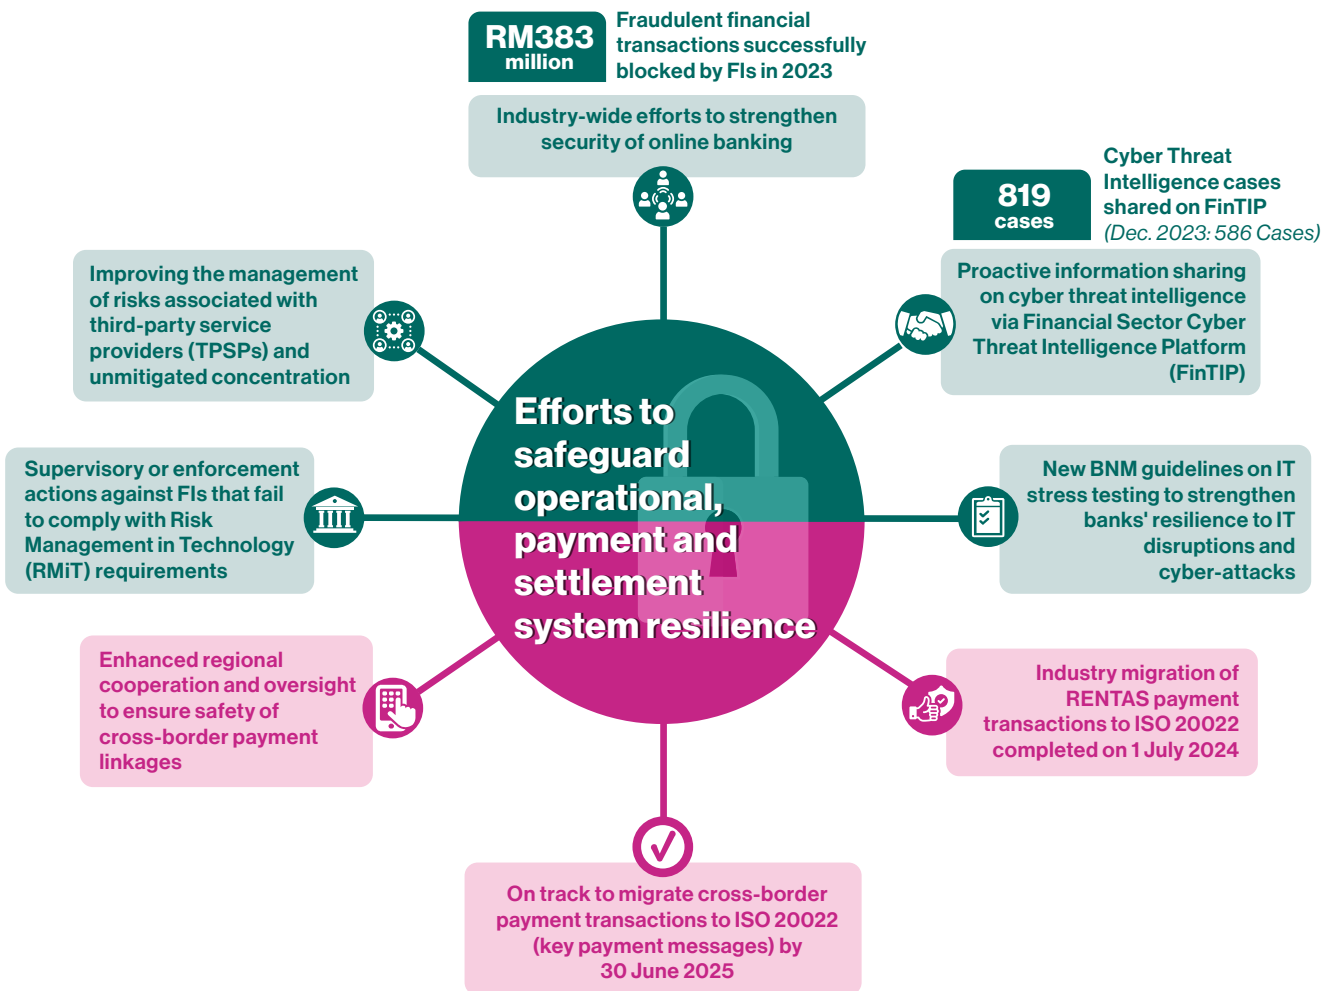 RM383
million
Fraudulent financial
transactions successfully
blocked by FIs in 2023
Industry-wide efforts to strengthen
security of online banking
819
cases
Cyber Threat
Intelligence cases
shared on FinTIP
(Dec. 2023: 586 Cases)
Proactive information sharing
on cyber threat intelligence
via Financial Sector Cyber
Threat Intelligence Platform
(FinTIP)
Improving the management
of risks associated with
third-party service
providers (TPSPs) and
unmitigated concentration
Efforts to
safeguard
operational,
payment and
settlement
system resilience
Supervisory or enforcement
actions against FIs that fail
to comply with Risk
Management in Technology
(RMiT) requirements
New BNM guidelines on IT
stress testing to strengthen
banks' resilience to IT
disruptions and
cyber-attacks
Enhanced regional
cooperation and oversight
to ensure safety of
cross-border payment
linkages
Industry migration of
RENTAS payment
transactions to ISO 20022
completed on 1 July 2024
On track to migrate cross-border
payment transactions to ISO 20022
(key payment messages) by
30 June 2025